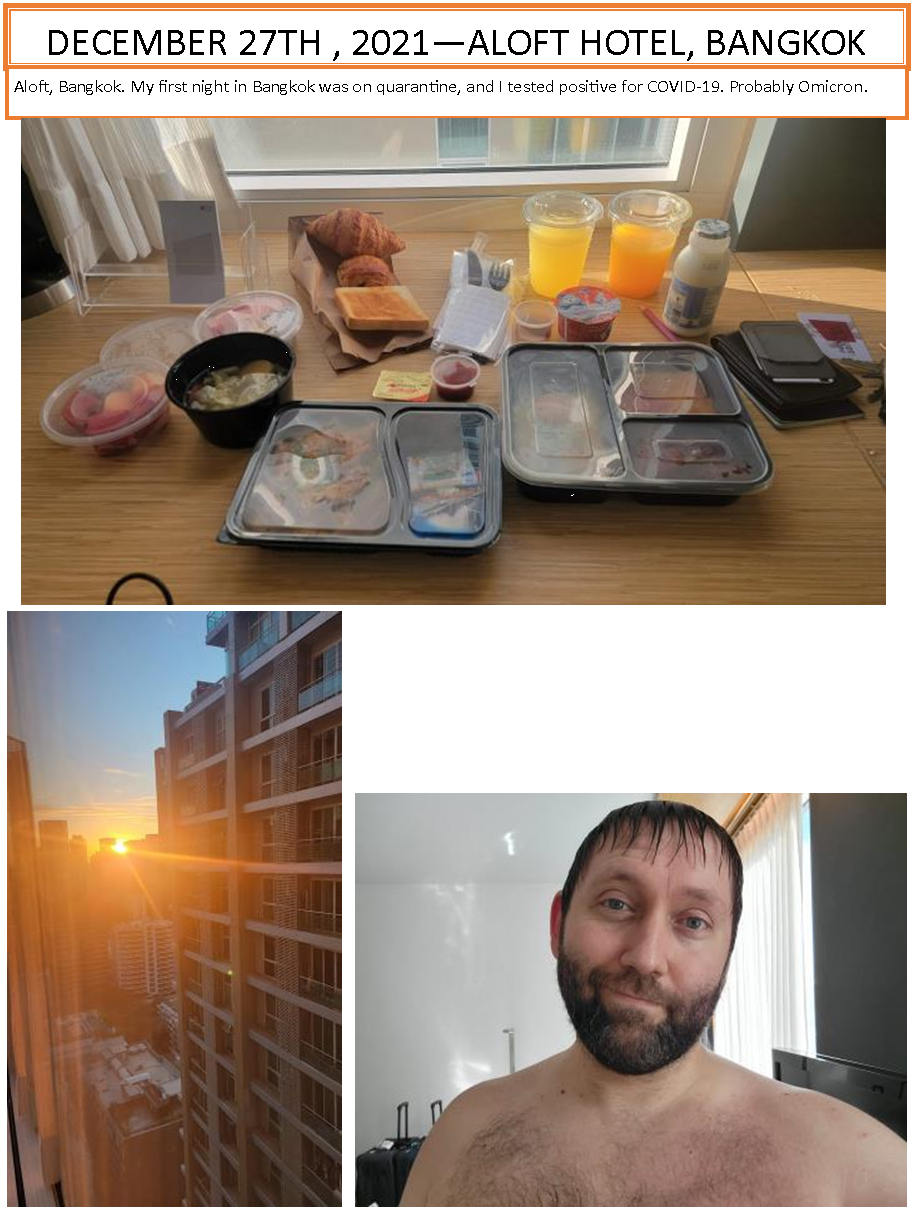 DECEMBER 27TH , 2021—ALOFT HOTEL, BANGKOK
Aloft, Bangkok. My first night in Bangkok was on quarantine, and I tested positive for COVID-19. Probably Omicron.